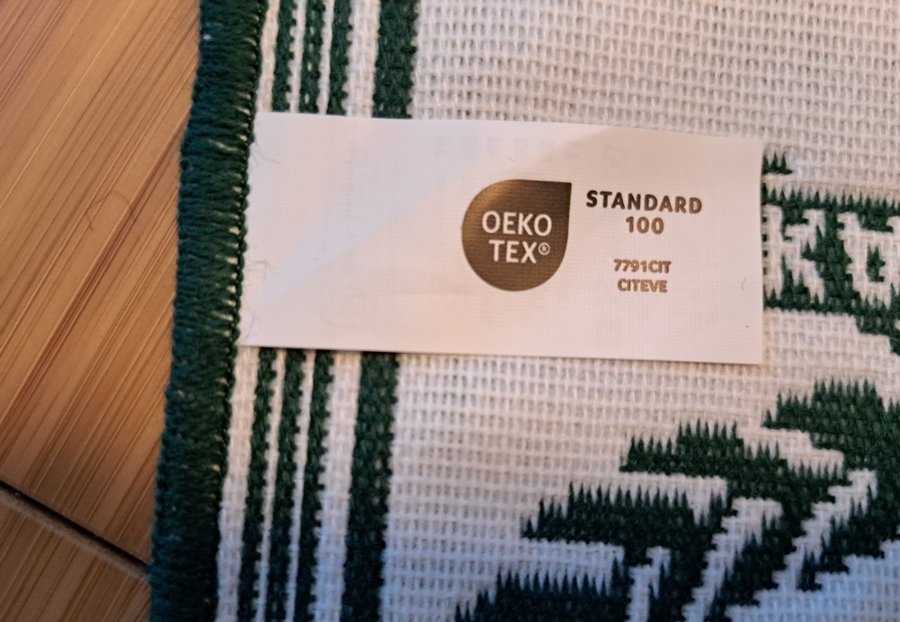 OEKO
TEX®
STANDARD
100
7791CIT
CITEVE